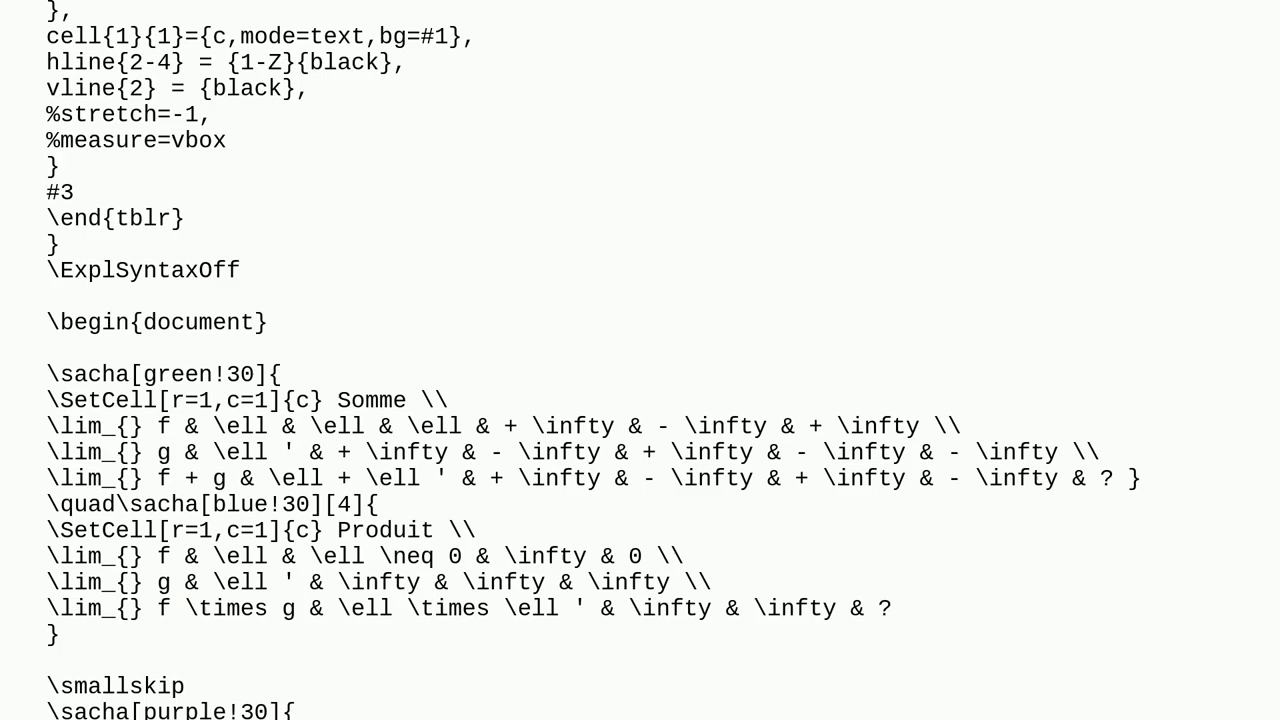 },
cell{1}{1}={c,mode=text,bg=#1},
hline{2-4} = {1-Z}{black},
vline{2} = {black},
%stretch=-1,
%measure=vbox
}
#3
\end{tblr}
}
\ExplSyntaxOff
\begin{document}
\sacha[green!30]{
\SetCell[r=1,c=1]{c} Somme \\
\lim_{} f & \ell & \ell & \ell & + \infty & - \infty & + \infty \\
\lim_{} g & \ell ' & + \infty & - \infty & + \infty & - \infty & - \infty \\
\lim_{} f + g & \ell + \ell ' & + \infty & - \infty & + \infty & - \infty & ? }
\quad\sacha[blue!30][4]{
\SetCell[r=1,c=1]{c} Produit \\
\lim_{} f & \ell & \ell \neq 0 & \infty & 0 \\
\lim_{} g & \ell ' & \infty & \infty & \infty \\
\lim_{} f \times g & \ell \times \ell ' & \infty & \infty & ?
}
\smallskip
\sacha[purple!30]{